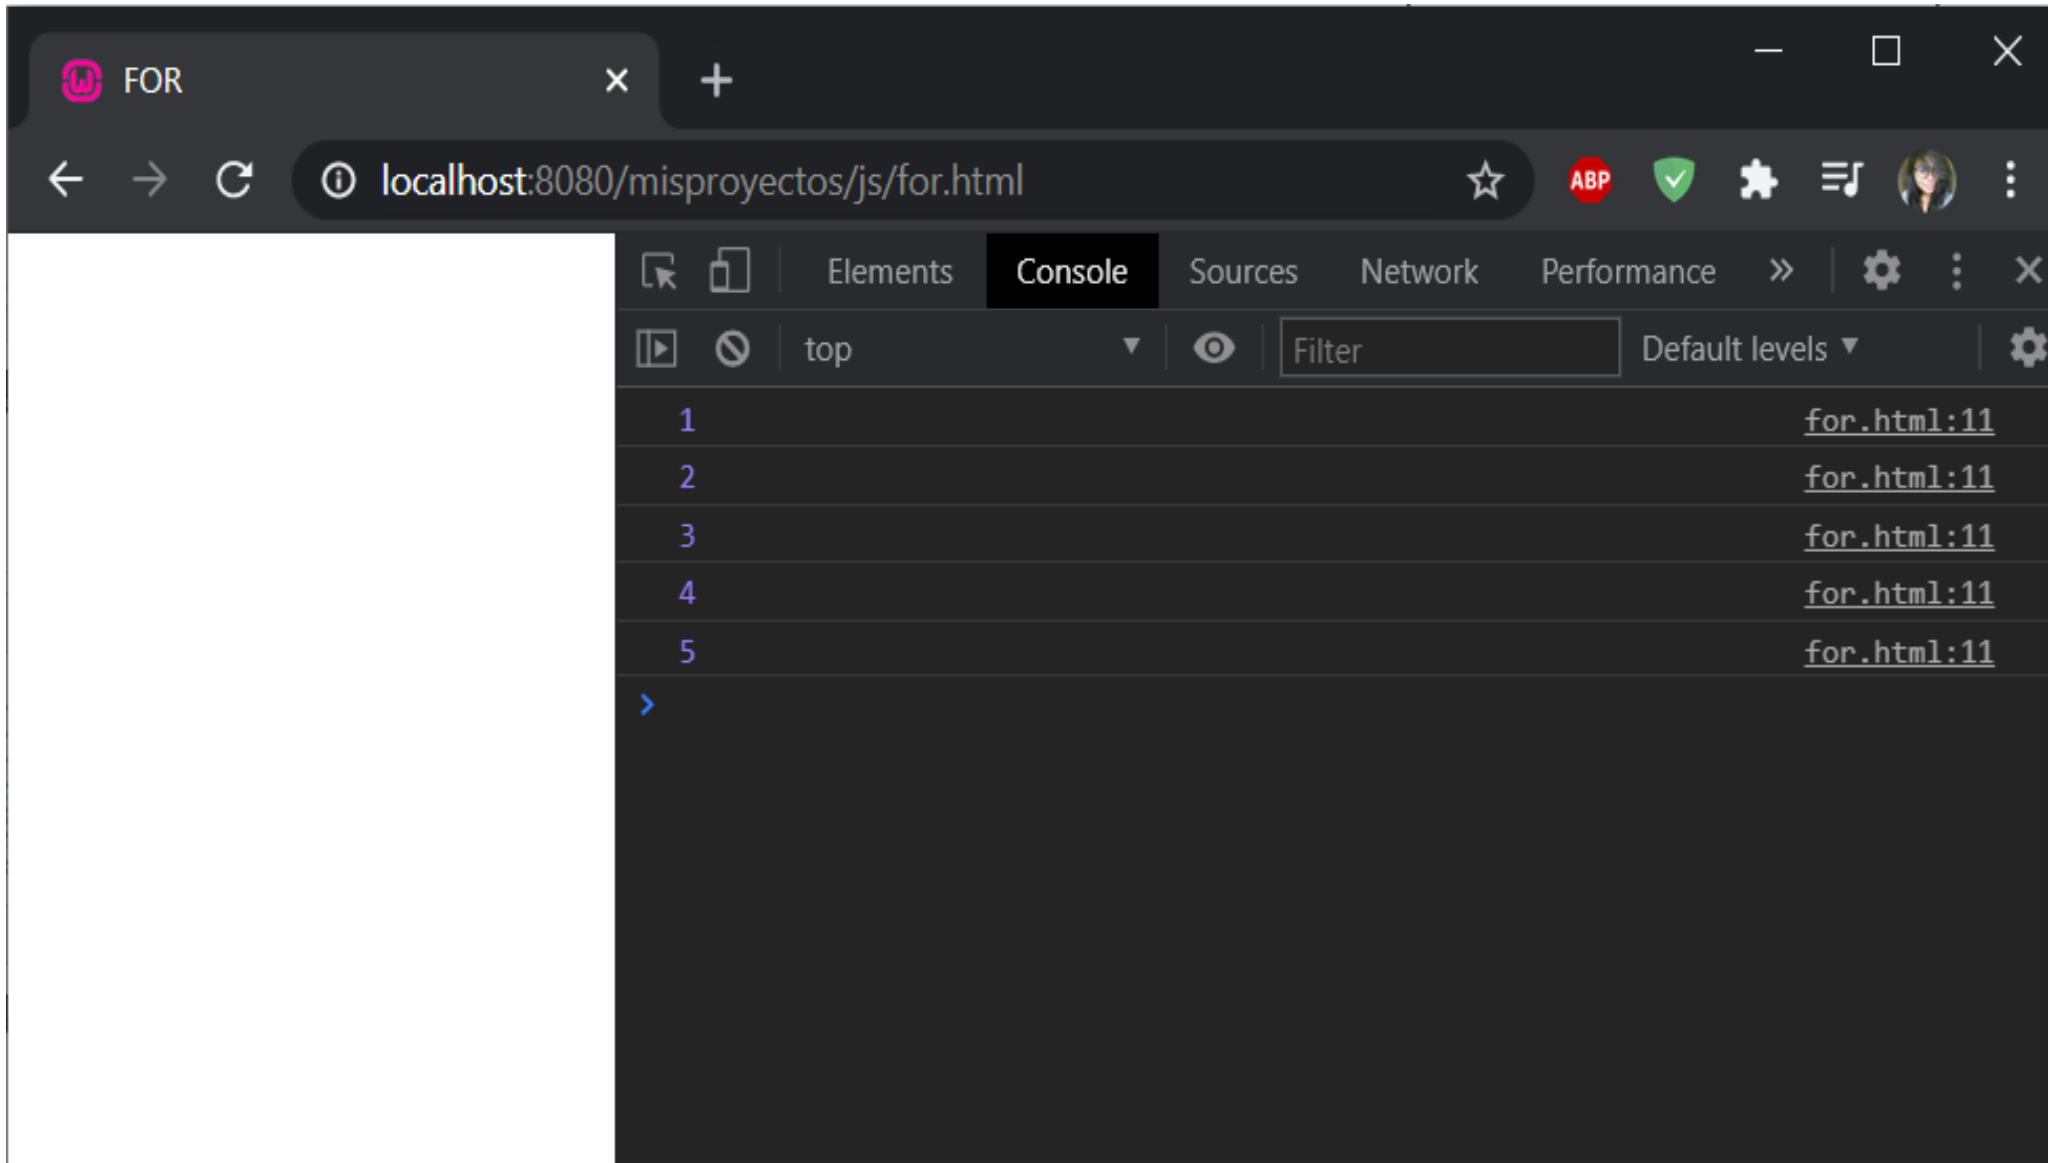 FOR
localhost:8080/misproyectos/js/for.html
ABP
Elements Console Sources Network Performance
top Filter Default levels
1 for.html:11
2 for.html:11
3 for.html:11
4 for.html:11
5 for.html:11